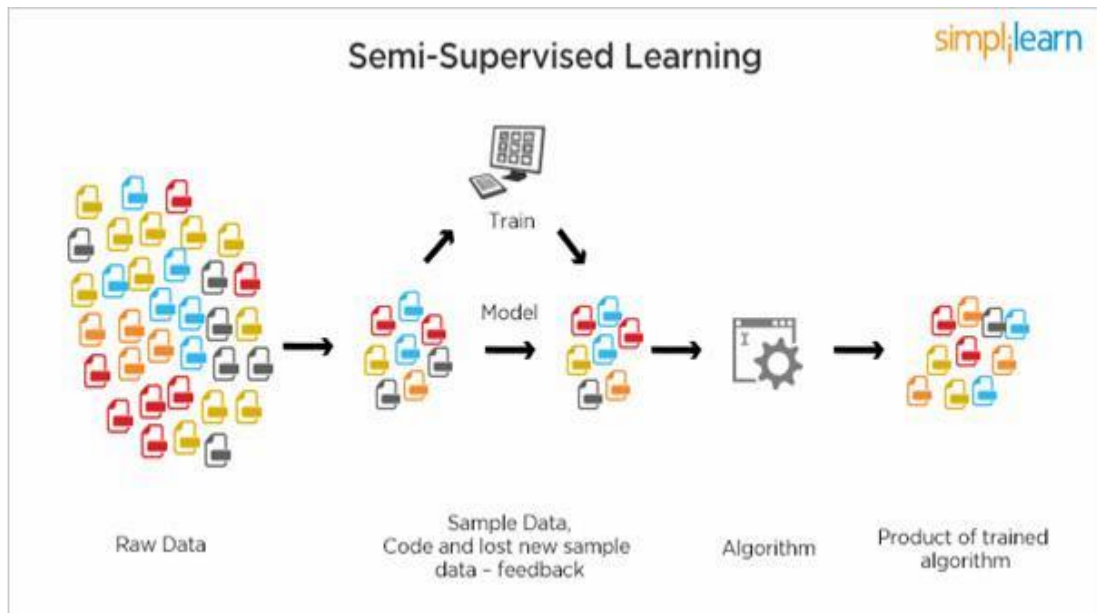 simplilearn
Semi-Supervised Learning
Train
Model
Raw Data
Sample Data,
Code and lost new sample
data – feedback
Algorithm
Product of trained
algorithm